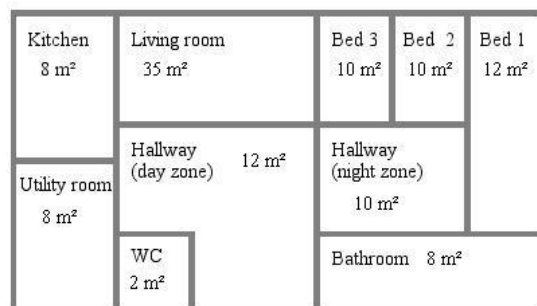 Kitchen
8 m²
Living room
35 m²
Bed 3
10 m²
Bed 2
10 m²
Bed 1
12 m²
Hallway
(day zone)
12 m²
Hallway
(night zone)
10 m²
Utility room
8 m²
WC
2 m²
Bathroom 8 m²